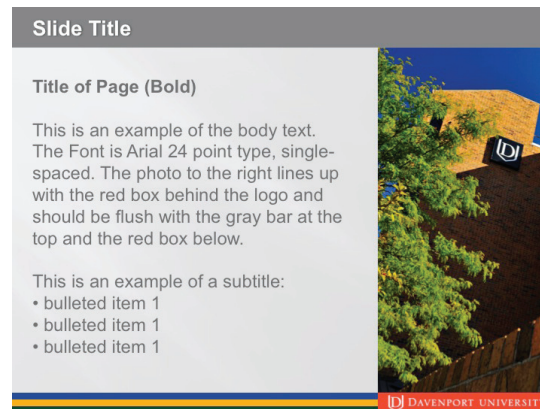 Slide Title
Title of Page (Bold)
This is an example of the body text.
The Font is Arial 24 point type, single-
spaced. The photo to the right lines up
with the red box behind the logo and
should be flush with the gray bar at the
top and the red box below.
This is an example of a subtitle:
• bulleted item 1
• bulleted item 1
• bulleted item 1
DAVENPORT UNIVERSIT